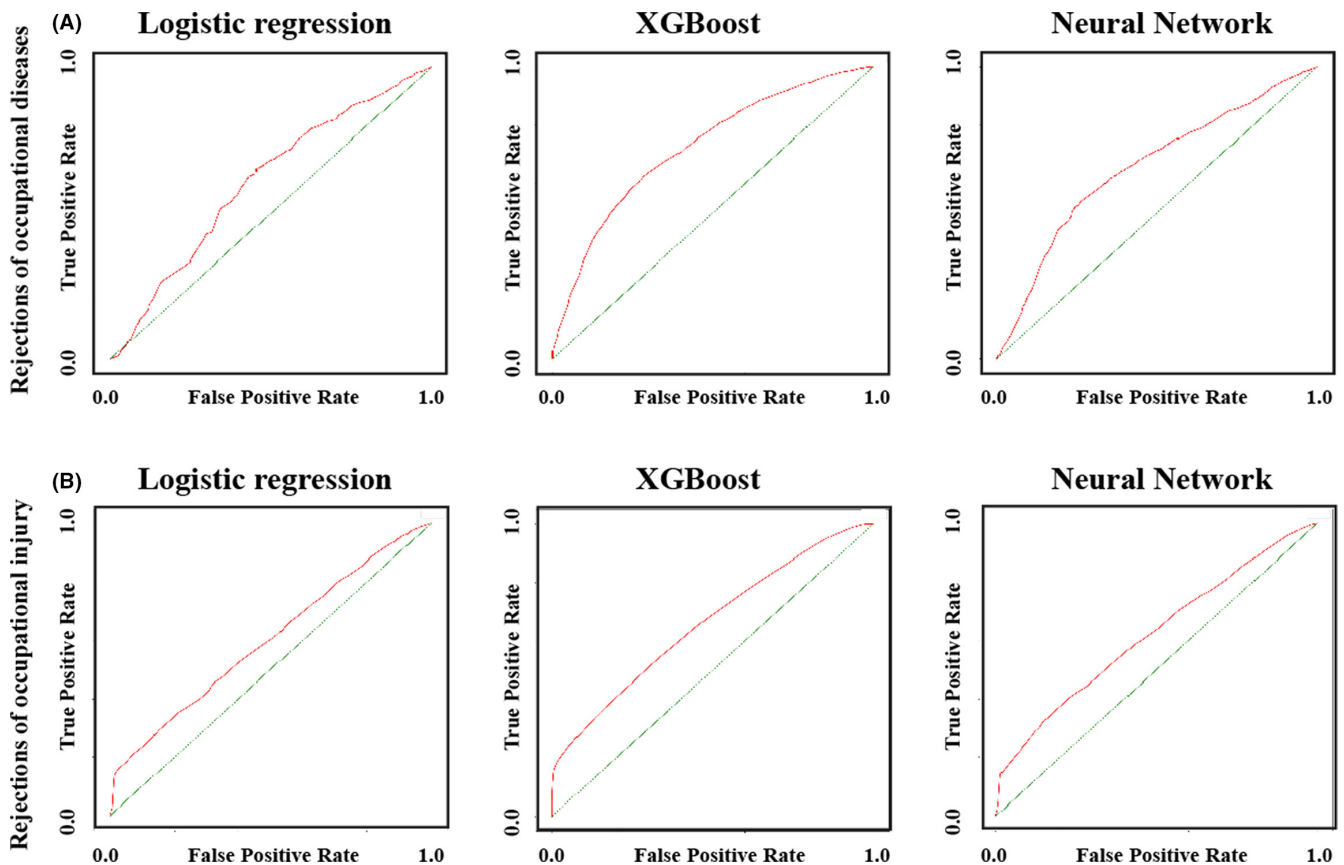 (A)
Logistic regression
XGBoost
Neural Network
Rejections of occupational diseases
True Positive Rate
1.0
0.0
0.0
False Positive Rate
1.0
True Positive Rate
1.0
0.0
0.0
False Positive Rate
1.0
True Positive Rate
1.0
0.0
0.0
False Positive Rate
1.0
(B)
Logistic regression
XGBoost
Neural Network
Rejections of occupational injury
True Positive Rate
1.0
0.0
0.0
False Positive Rate
1.0
True Positive Rate
1.0
0.0
0.0
False Positive Rate
1.0
True Positive Rate
1.0
0.0
0.0
False Positive Rate
1.0